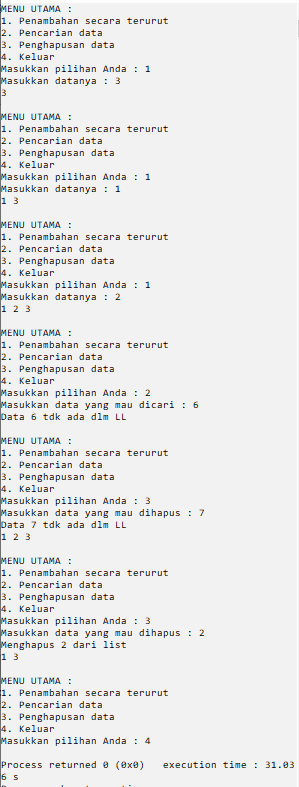 MENU UTAMA :
1. Penambahan secara terurut
2. Pencarian data
3. Penghapusan data
4. Keluar
Masukkan pilihan Anda : 1
Masukkan datanya : 3
3
MENU UTAMA :
1. Penambahan secara terurut
2. Pencarian data
3. Penghapusan data
4. Keluar
Masukkan pilihan Anda : 1
Masukkan datanya : 1
1 3
MENU UTAMA :
1. Penambahan secara terurut
2. Pencarian data
3. Penghapusan data
4. Keluar
Masukkan pilihan Anda : 1
Masukkan datanya : 2
1 2 3
MENU UTAMA :
1. Penambahan secara terurut
2. Pencarian data
3. Penghapusan data
4. Keluar
Masukkan pilihan Anda : 2
Masukkan data yang mau dicari : 6
Data 6 tdk ada dlm LL
MENU UTAMA :
1. Penambahan secara terurut
2. Pencarian data
3. Penghapusan data
4. Keluar
Masukkan pilihan Anda : 3
Masukkan data yang mau dihapus : 7
Data 7 tdk ada dlm LL
1 2 3
MENU UTAMA :
1. Penambahan secara terurut
2. Pencarian data
3. Penghapusan data
4. Keluar
Masukkan pilihan Anda : 3
Masukkan data yang mau dihapus : 2
Menghapus 2 dari list
1 3
MENU UTAMA :
1. Penambahan secara terurut
2. Pencarian data
3. Penghapusan data
4. Keluar
Masukkan pilihan Anda : 4
Process returned 0 (0x0)   execution time : 31.03
6 s